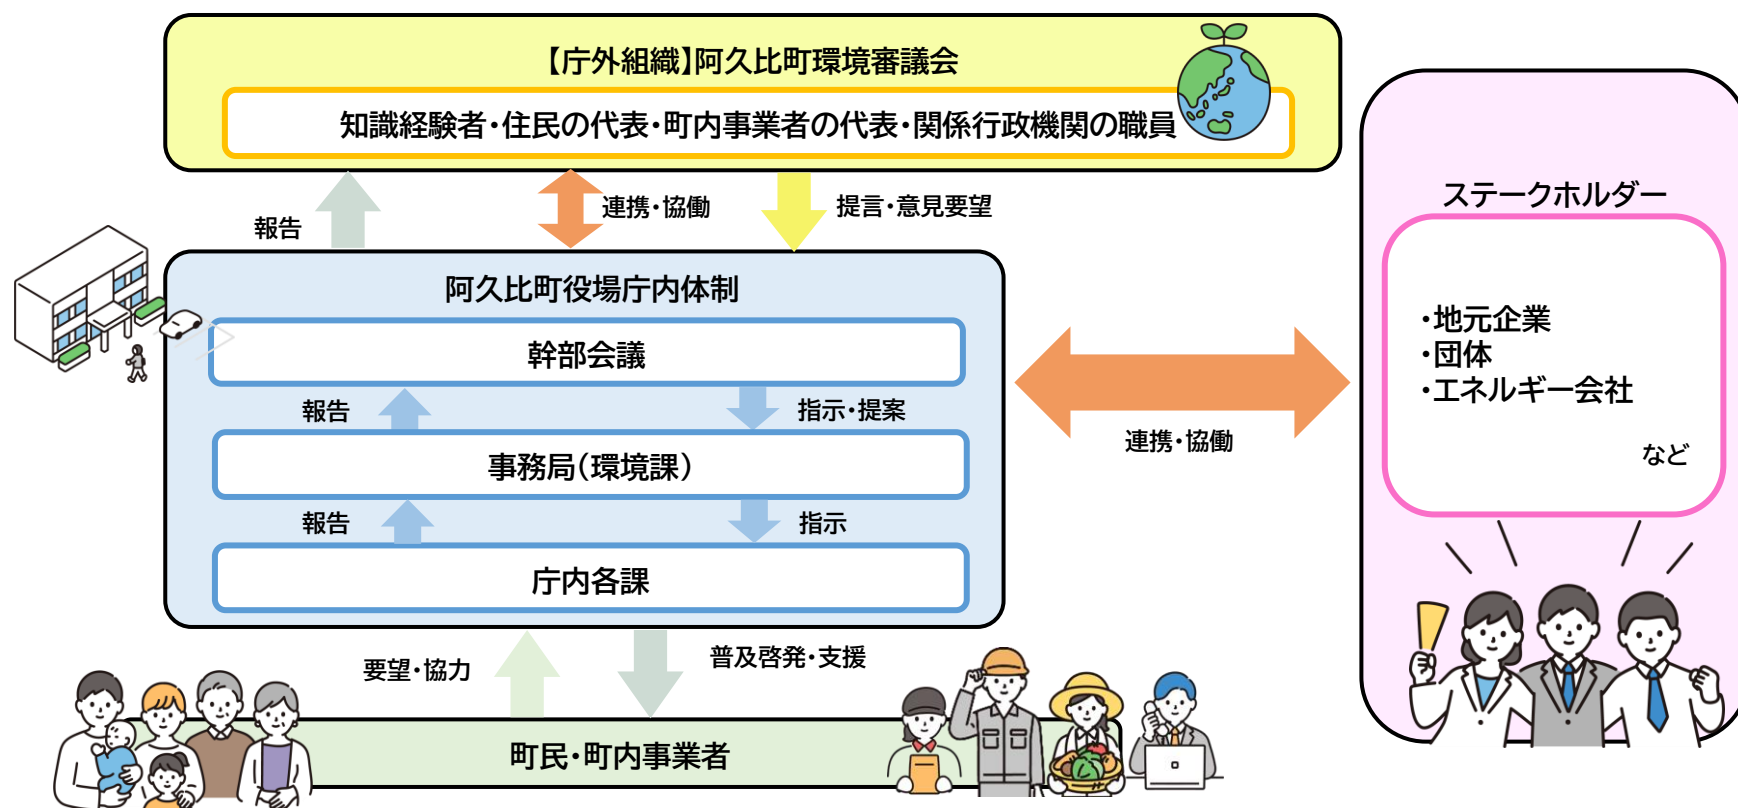 【庁外組織】阿久比町環境審議会
知識経験者・住民の代表・町内事業者の代表・関係行政機関の職員
報告
連携・協働
提言・意見要望
阿久比町役場庁内体制
幹部会議
報告
指示・提案
事務局(環境課)
報告
指示
庁内各課
要望・協力
普及啓発・支援
町民・町内事業者
連携・協働
ステークホルダー
・地元企業
・団体
・エネルギー会社
など